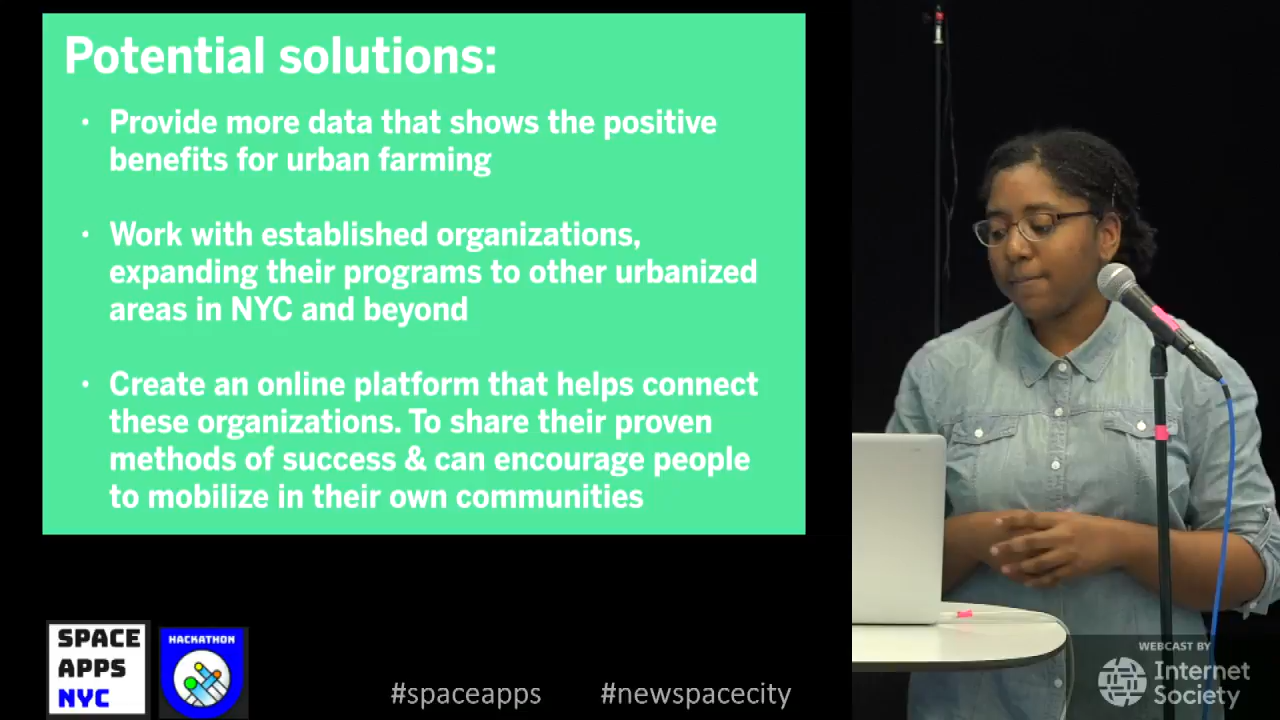 Potential solutions:
• Provide more data that shows the positive
benefits for urban farming
• Work with established organizations,
expanding their programs to other urbanized
areas in NYC and beyond
• Create an online platform that helps connect
these organizations. To share their proven
methods of success & can encourage people
to mobilize in their own communities
SPACE
APPS
NYC
HACKATHON
#spaceapps #newspacecity
WEBCAST BY
Internet
Society